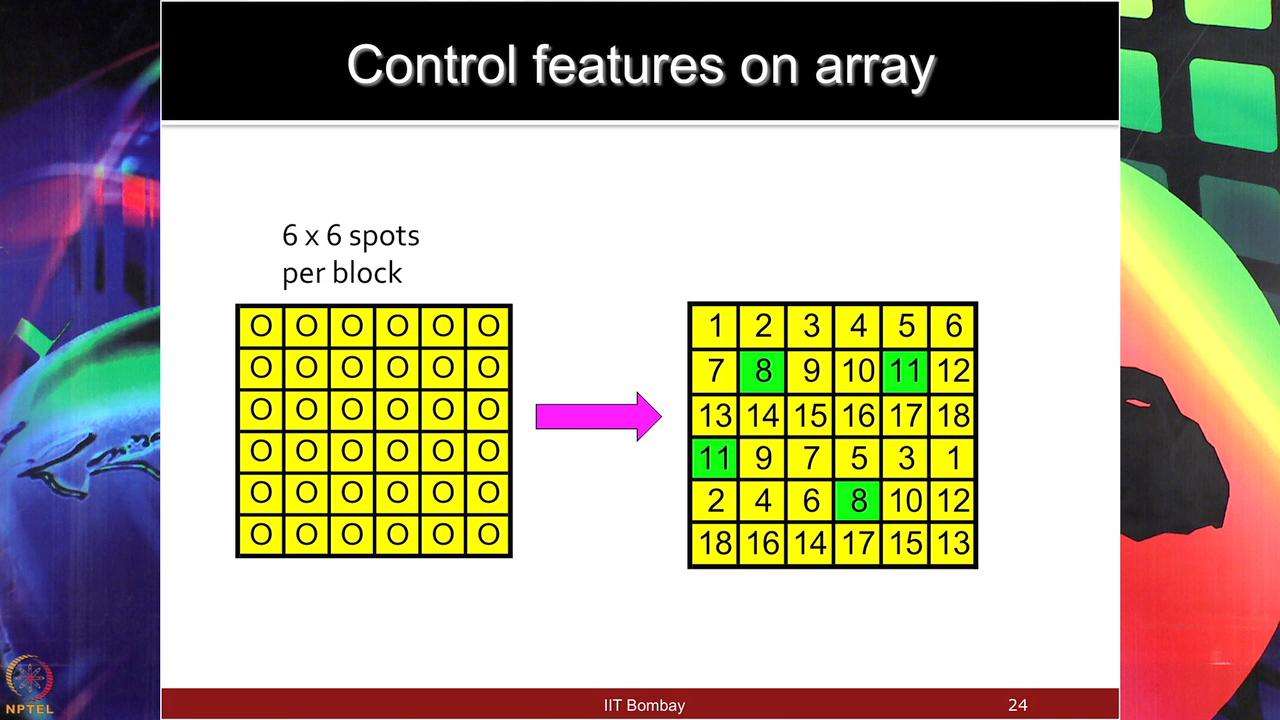 Control features on array
6 x 6 spots
per block
O O O O O O
O O O O O O
O O O O O O
O O O O O O
O O O O O O
O O O O O O
1 2 3 4 5 6
7 8 9 10 11 12
13 14 15 16 17 18
11 9 7 5 3 1
2 4 6 8 10 12
18 16 14 17 15 13
NPTEL
IIT Bombay
24